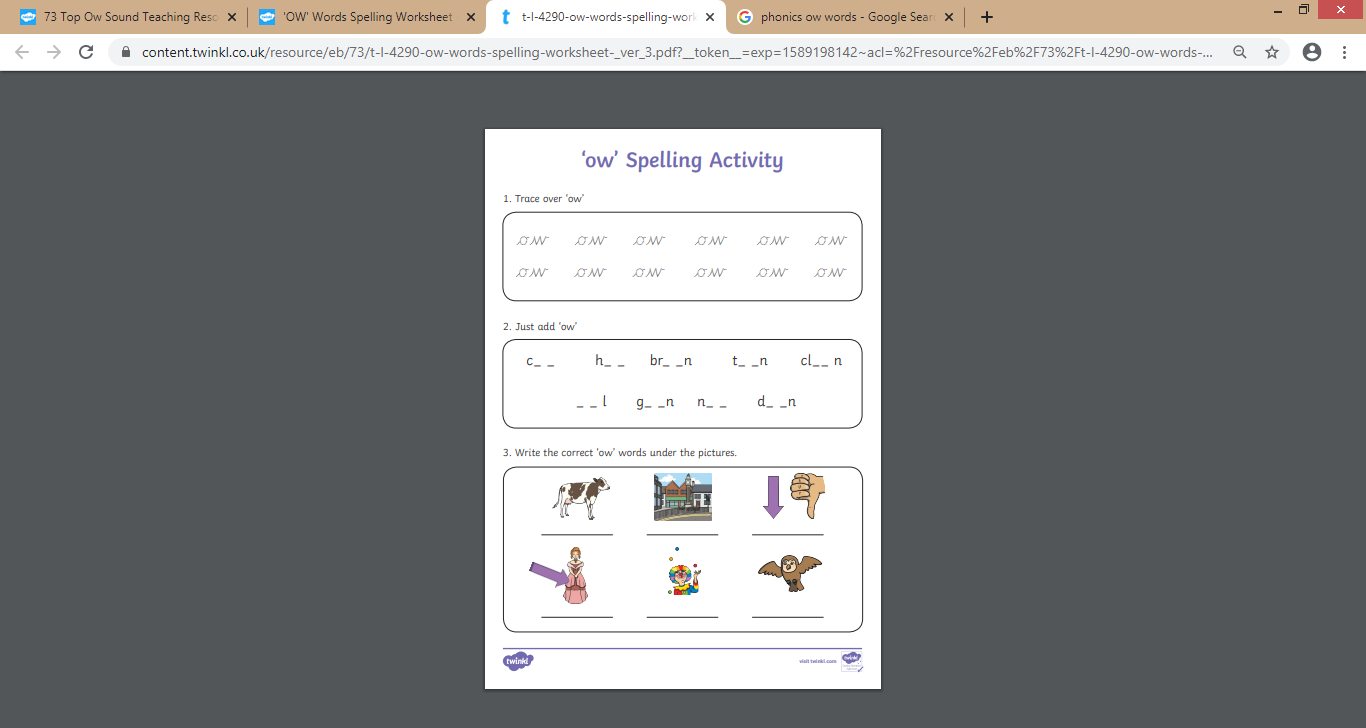 73 Top Ow Sound Teaching Reso
'OW' Words Spelling Worksheet
t-l-4290-ow-words-spelling-work
phonics ow words - Google Sear
content.twinkl.co.uk/resource/eb/73/t-l-4290-ow-words-spelling-worksheet-_ver_3.pdf?__token__=exp=1589198142~acl=%2Fresource%2Feb%2F73%2Ft-l-4290-ow-words-...
'ow' Spelling Activity
1. Trace over 'ow'
ow ow ow ow ow ow
ow ow ow ow ow ow
2. Just add 'ow'
c_ _ h_ _ br_ _n t_ _n cl_ _ n
_ _ l g_ _n n_ _ d_ _n
3. Write the correct 'ow' words under the pictures.
twinkl visit twinkl.com twinkl